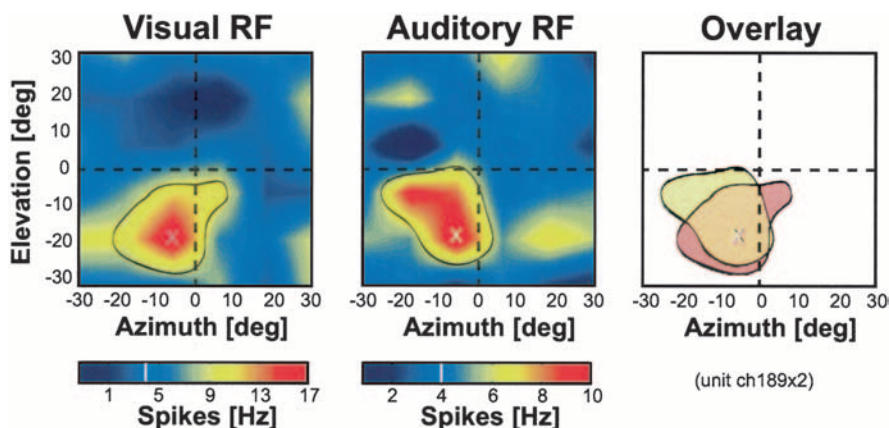 Visual RF
Auditory RF
Overlay
Elevation [deg]
30
20
10
0
-10
-20
-30
X
X
X
-30 -20 -10 0 10 20 30
-30 -20 -10 0 10 20 30
-30 -20 -10 0 10 20 30
Azimuth [deg]
Azimuth [deg]
Azimuth [deg]
1 5 9 13 17
2 4 6 8 10
Spikes [Hz]
Spikes [Hz]
(unit ch189x2)